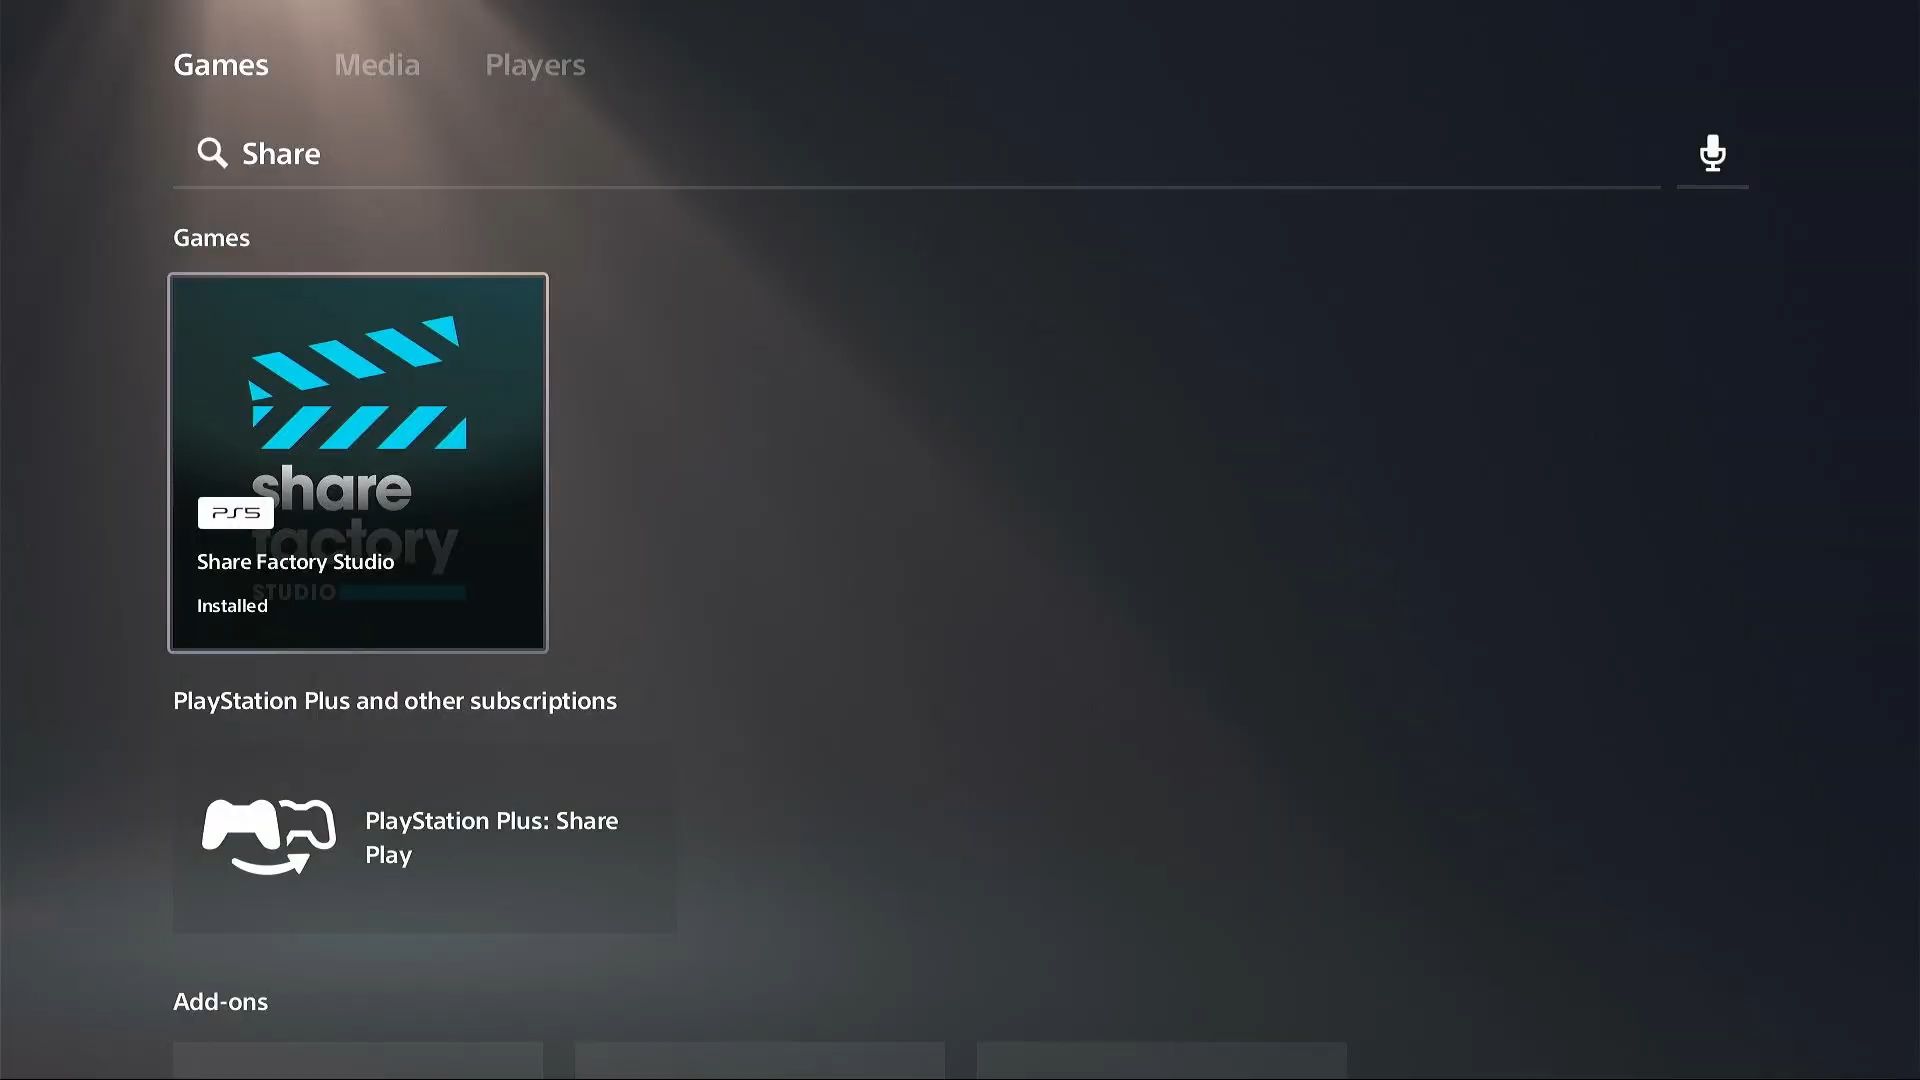 Games Media Players
Share
Games
share
factory
STUDIO
PS5
Share Factory Studio
Installed
PlayStation Plus and other subscriptions
PlayStation Plus: Share
Play
Add-ons